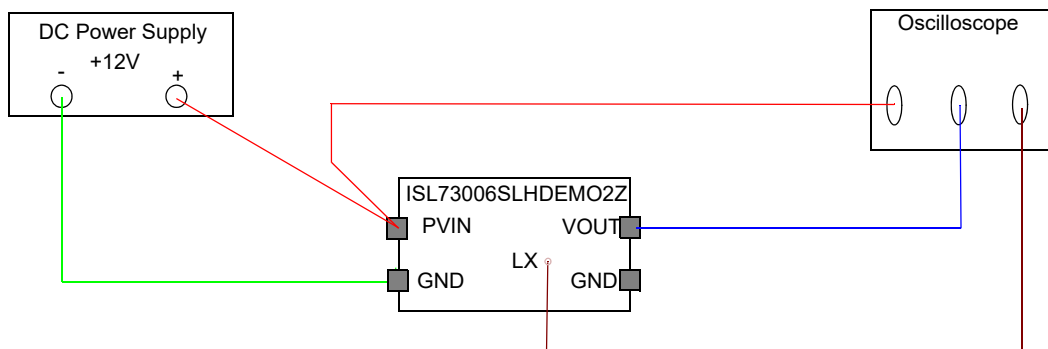 DC Power Supply
+12V
-
+
Oscilloscope
ISL73006SLHDEMO2Z
PVIN
VOUT
LX
GND
GND